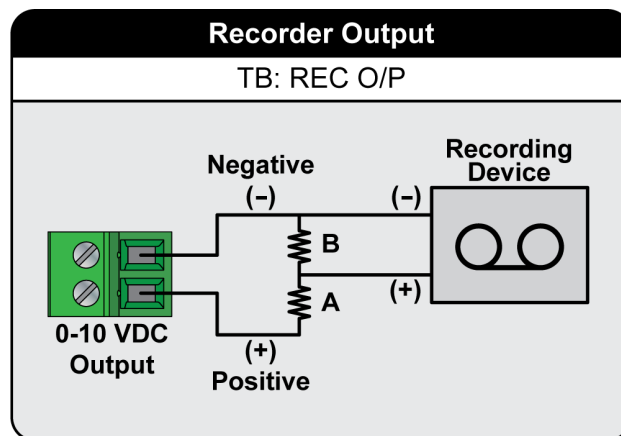 Recorder Output
TB: REC O/P
Recording
Device
Negative
(–)
(–)
B
A
(+)
0-10 VDC
Output
(+)
Positive